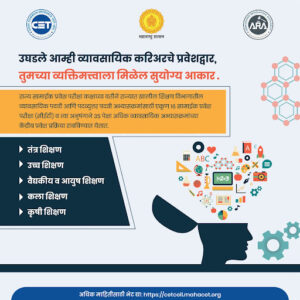 CET
महाराष्ट्र शासन
ARA
उघडले आम्ही व्यावसायिक करिअरचे प्रवेशद्वार,
तुमच्या व्यक्तिमत्त्वाला मिळेल सुयोग्य आकार .
राज्य सामाईक प्रवेश परीक्षा कक्षाच्या वतीने राज्यात खालील शिक्षण विभागातील
व्यावसायिक पदवी आणि पदव्युत्तर पदवी अभ्यासक्रमांसाठी एकूण 16 सामाईक प्रवेश
परीक्षा (सीईटी) व त्या अनुषंगाने 35 पेक्षा अधिक व्यावसायिक अभ्यासक्रमांच्या
केंद्रीय प्रवेश प्रक्रिया राबविण्यात येतात.
तंत्र शिक्षण
उच्च शिक्षण
वैद्यकीय व आयुष शिक्षण
कला शिक्षण
कृषी शिक्षण
अधिक माहितीसाठी भेट द्या: https://cetcell.mahacet.org